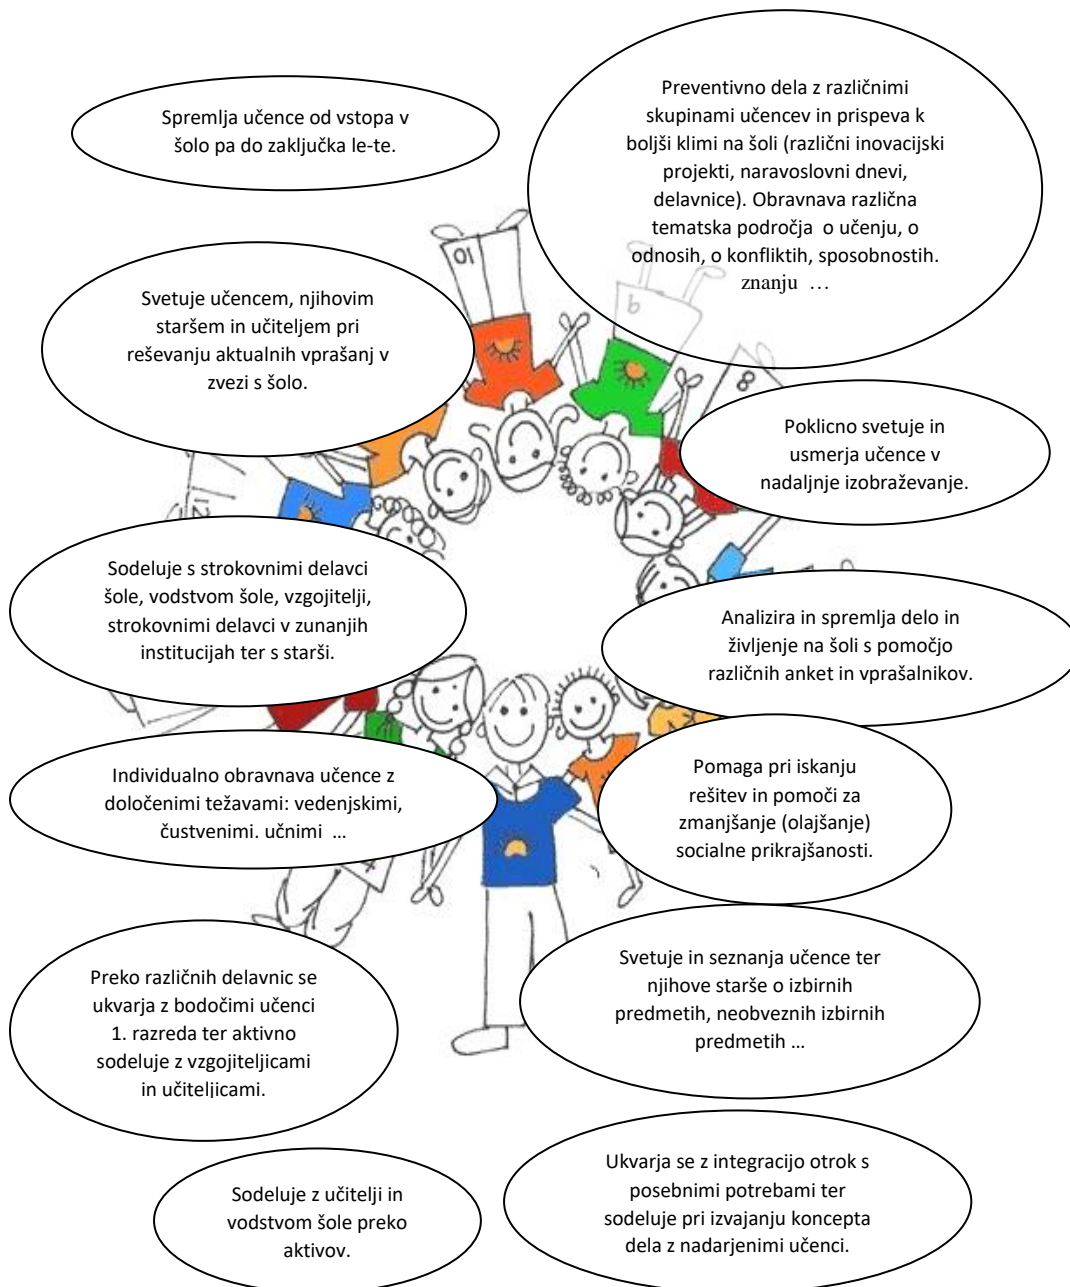 Spremlja učence od vstopa v
šolo pa do zaključka le-te.
Preventivno dela z različnimi
skupinami učencev in prispeva k
boljši klimi na šoli (različni inovacijski
projekti, naravoslovni dnevi,
delavnice). Obravnava različna
tematska področja o učenju, o
odnosih, o konfliktih, sposobnostih.
znanju …
Svetuje učencem, njihovim
staršem in učiteljem pri
reševanju aktualnih vprašanj v
zvezi s šolo.
10
9
8
Poklicno svetuje in
usmerja učence v
nadaljnje izobraževanje.
12
Sodeluje s strokovnimi delavci
šole, vodstvom šole, vzgojitelji,
strokovnimi delavci v zunanjih
institucijah ter s starši.
Analizira in spremlja delo in
življenje na šoli s pomočjo
različnih anket in vprašalnikov.
Individualno obravnava učence z
določenimi težavami: vedenjskimi,
čustvenimi. učnimi …
Pomaga pri iskanju
rešitev in pomoči za
zmanjšanje (olajšanje)
socialne prikrajšanosti.
Preko različnih delavnic se
ukvarja z bodočimi učenci
1. razreda ter aktivno
sodeluje z vzgojiteljicami
in učiteljicami.
Svetuje in seznanja učence ter
njihove starše o izbirnih
predmetih, neobveznih izbirnih
predmetih …
Sodeluje z učitelji in
vodstvom šole preko
aktivov.
Ukvarja se z integracijo otrok s
posebnimi potrebami ter
sodeluje pri izvajanju koncepta
dela z nadarjenimi učenci.